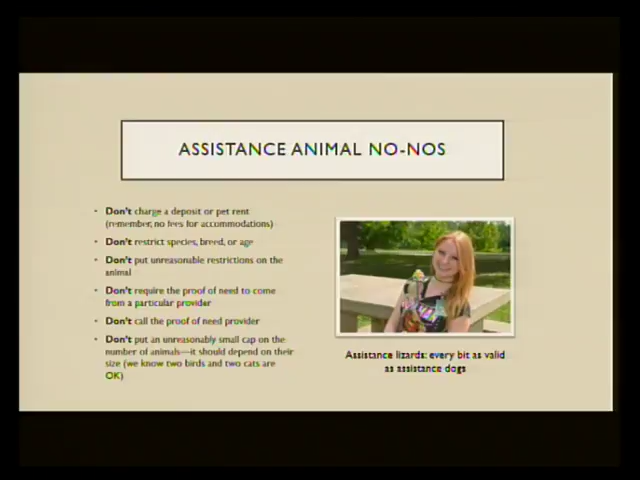 ASSISTANCE ANIMAL NO-NOS
• Don't charge a deposit or pet rent
(remember, no fees for accommodations)
• Don't restrict species, breed, or age
• Don't put unreasonable restrictions on the
animal
• Don't require the proof of need to come
from a particular provider
• Don't call the proof of need provider
• Don't put an unreasonably small cap on the
number of animals—it should depend on their
size (we know two birds and two cats are
OK)
Assistance lizards: every bit as valid
as assistance dogs